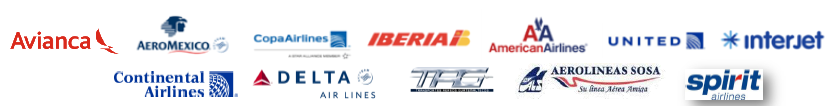 Avianca
AEROMEXICO
CopaAirlines
A STAR ALLIANCE MEMBER
IBERIA
AA
AmericanAirlines
UNITED
interjet
Continental
Airlines
DELTA
AIR LINES
TAG
AEROLINEAS SOSA
Su línea Aérea Amiga
spirit
airlines